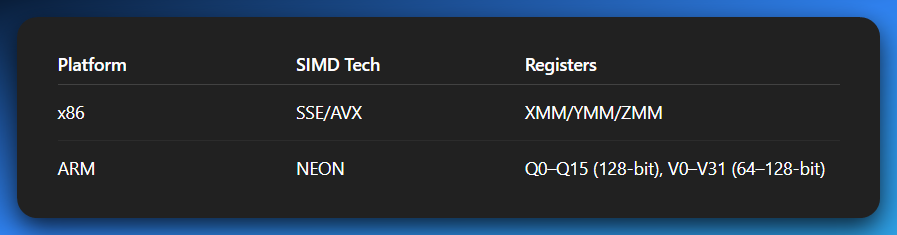 Platform SIMD Tech Registers
x86 SSE/AVX XMM/YMM/ZMM
ARM NEON Q0–Q15 (128-bit), V0–V31 (64–128-bit)